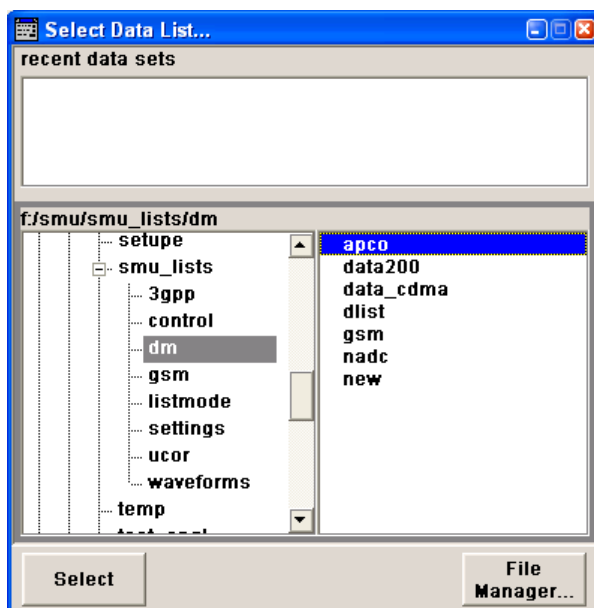 Select Data List...
recent data sets
f:/smu/smu_lists/dm
setupe
smu_lists
3gpp
control
dm
gsm
listmode
settings
ucor
waveforms
temp
apco
data200
data_cdma
dlist
gsm
nadc
new
Select
File
Manager...